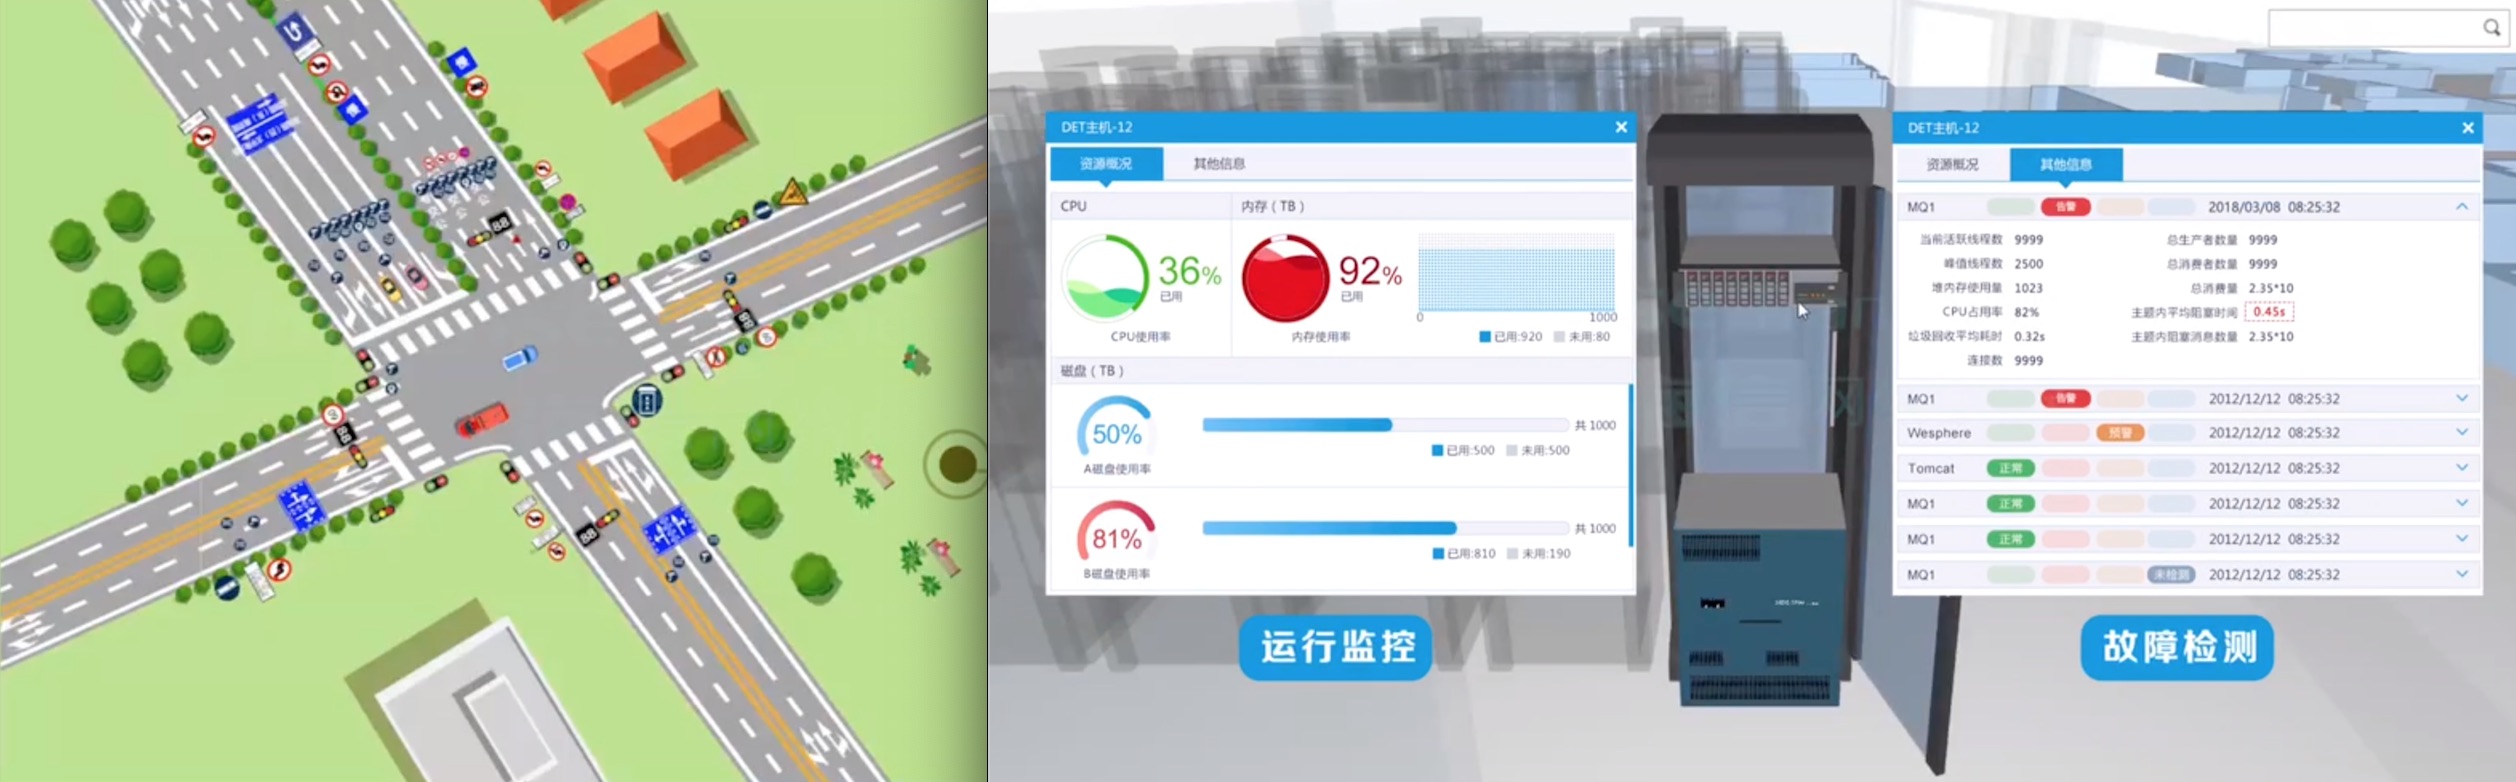 DET主机-12
资源概况 其他信息
CPU
36%
已用
CPU使用率
内存（TB）
92%
已用
内存使用率
0 1000
已用:920 未用:80
磁盘（TB）
50%
A磁盘使用率
共 1000
已用:500 未用:500
81%
B磁盘使用率
共 1000
已用:810 未用:190
运行监控
DET主机-12
资源概况 其他信息
MQ1 告警 2018/03/08 08:25:32
当前活跃线程数 9999 总生产者数量 9999
峰值线程数 2500 总消费者数量 9999
堆内存使用量 1023 总消费量 2.35*10
CPU占用率 82% 主题内平均阻塞时间 0.45s
垃圾回收平均耗时 0.32s 主题内阻塞消息数量 2.35*10
连接数 9999
MQ1 告警 2012/12/12 08:25:32
Wesphere 预警 2012/12/12 08:25:32
Tomcat 正常 2012/12/12 08:25:32
MQ1 正常 2012/12/12 08:25:32
MQ1 正常 2012/12/12 08:25:32
MQ1 未检测 2012/12/12 08:25:32
故障检测
88
88
88
88